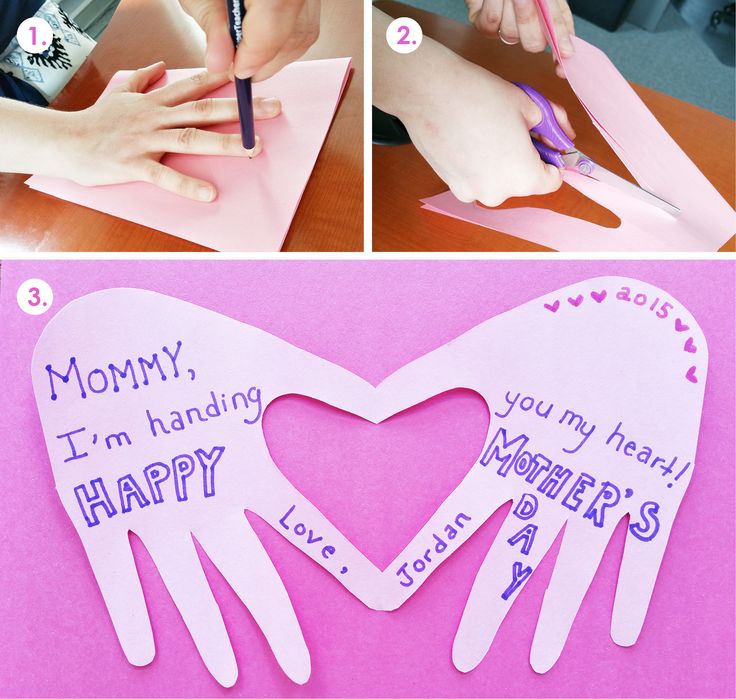 1.
2.
3.
Mommy,
I'm handing
HAPPY
Love,
2015
you my heart!
MOTHER'S
DAY
Jordan